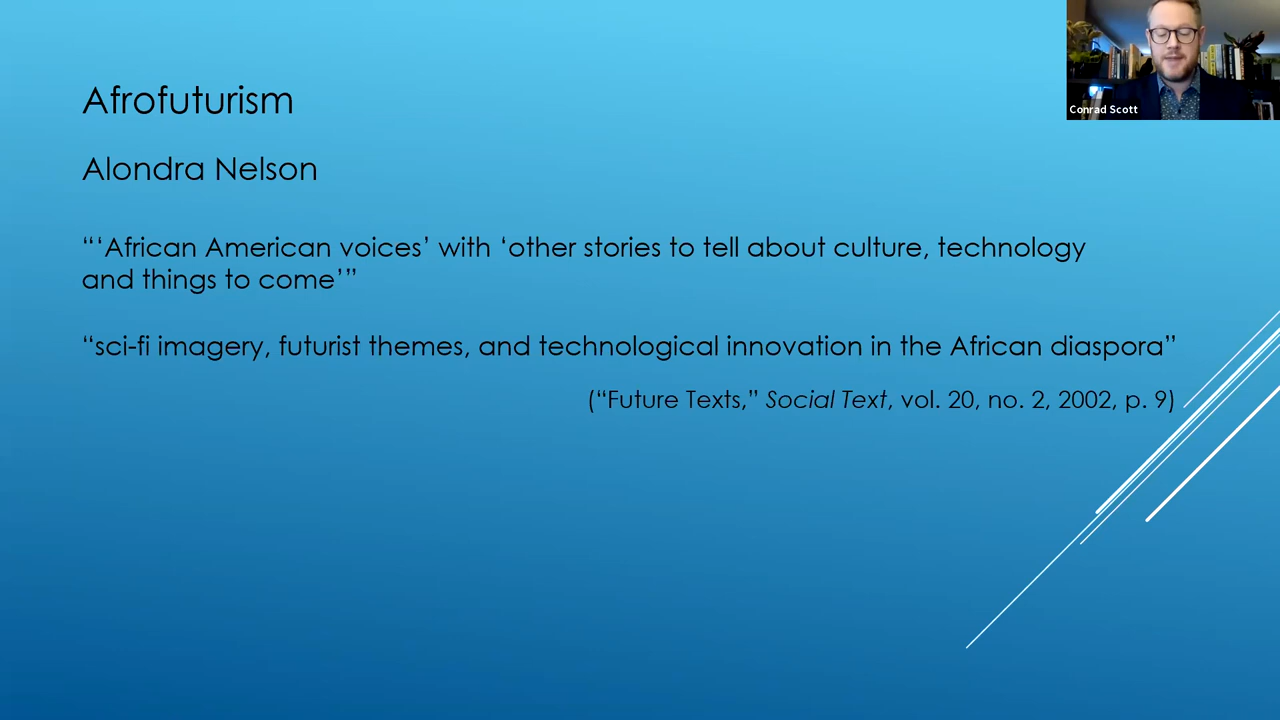 Afrofuturism
Alondra Nelson
“‘African American voices’ with ‘other stories to tell about culture, technology
and things to come’”
“sci-fi imagery, futurist themes, and technological innovation in the African diaspora”
(“Future Texts,” Social Text, vol. 20, no. 2, 2002, p. 9)
Conrad Scott